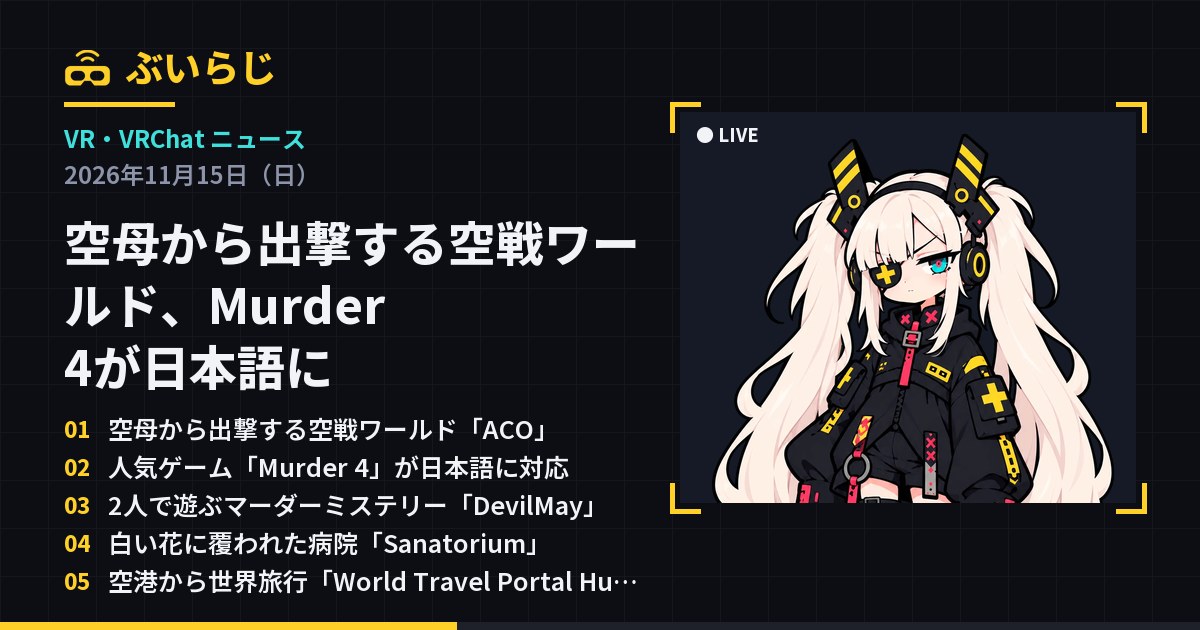 ぶいらじ
VR・VRChat ニュース
2026年11月15日（日）
空母から出撃する空戦ワー
ルド、Murder
4が日本語に
01 空母から出撃する空戦ワールド「ACO」
02 人気ゲーム「Murder 4」が日本語に対応
03 2人で遊ぶマーダーミステリー「DevilMay」
04 白い花に覆われた病院「Sanatorium」
05 空港から世界旅行「World Travel Portal Hu…
LIVE